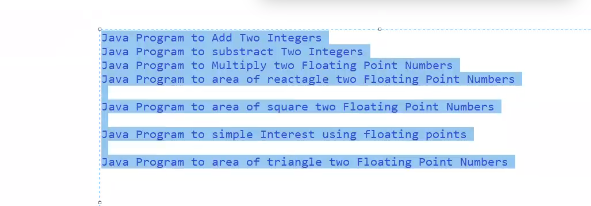 Java Program to Add Two Integers
Java Program to substract Two Integers
Java Program to Multiply two Floating Point Numbers
Java Program to area of reactagle two Floating Point Numbers
Java Program to area of square two Floating Point Numbers
Java Program to simple Interest using floating points
Java Program to area of triangle two Floating Point Numbers